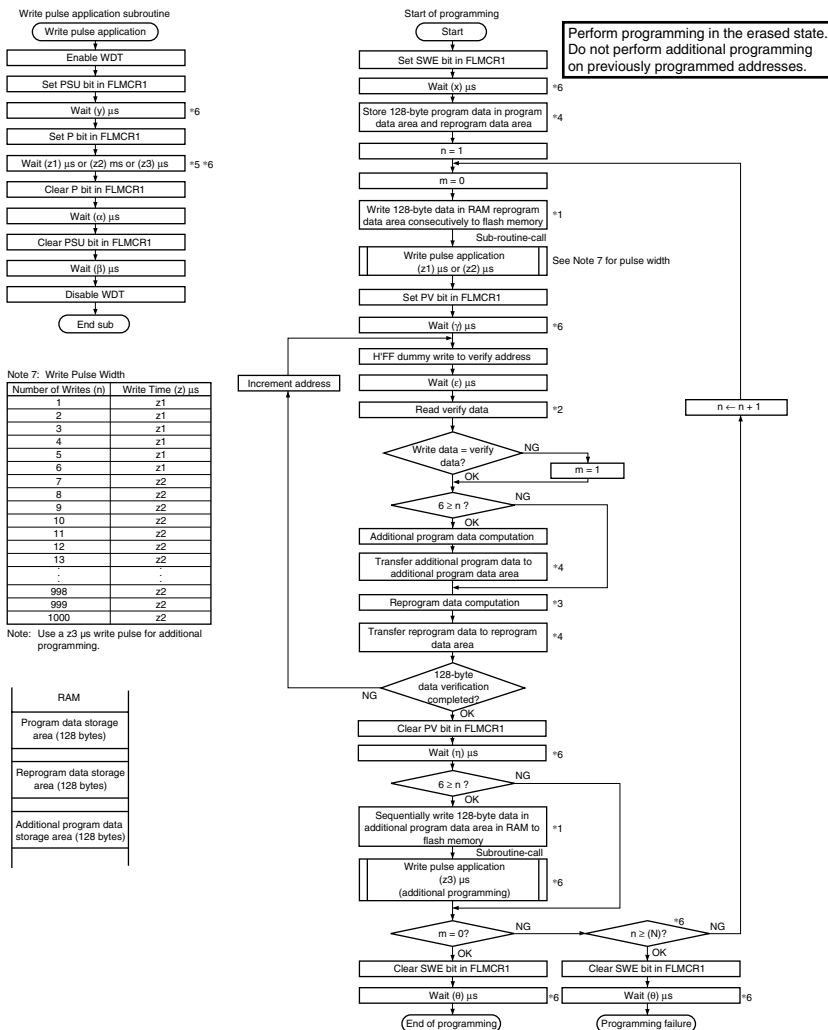 Write pulse application subroutine
Write pulse application
Enable WDT
Set PSU bit in FLMCR1
Wait (y) µs
*6
Set P bit in FLMCR1
Wait (z1) µs or (z2) ms or (z3) µs
*5 *6
Clear P bit in FLMCR1
Wait (α) µs
Clear PSU bit in FLMCR1
Wait (β) µs
Disable WDT
End sub
Note 7: Write Pulse Width
Number of Writes (n) Write Time (z) µs
1 z1
2 z1
3 z1
4 z1
5 z1
6 z1
7 z2
8 z2
9 z2
10 z2
11 z2
12 z2
13 z2
: :
998 z2
999 z2
1000 z2
Note: Use a z3 µs write pulse for additional
programming.
RAM
Program data storage
area (128 bytes)
Reprogram data storage
area (128 bytes)
Additional program data
storage area (128 bytes)
Start of programming
Start
Perform programming in the erased state.
Do not perform additional programming
on previously programmed addresses.
Set SWE bit in FLMCR1
Wait (x) µs
*6
Store 128-byte program data in program
data area and reprogram data area
*4
n = 1
m = 0
Write 128-byte data in RAM reprogram
data area consecutively to flash memory
*1
Sub-routine-call
Write pulse application
(z1) µs or (z2) µs
See Note 7 for pulse width
Set PV bit in FLMCR1
Wait (γ) µs
*6
H'FF dummy write to verify address
Increment address
Wait (ε) µs
Read verify data
*2
n ← n + 1
Write data = verify
data?
NG
m = 1
OK
6 ≥ n ?
NG
OK
Additional program data computation
Transfer additional program data to
additional program data area
*4
Reprogram data computation
*3
Transfer reprogram data to reprogram
data area
*4
128-byte
data verification
completed?
NG
OK
Clear PV bit in FLMCR1
Wait (η) µs
*6
6 ≥ n ?
NG
OK
Sequentially write 128-byte data in
additional program data area in RAM to
flash memory
*1
Subroutine-call
Write pulse application
(z3) µs
(additional programming)
*6
m = 0?
NG
n ≥ (N)?
*6
NG
OK
OK
Clear SWE bit in FLMCR1
Clear SWE bit in FLMCR1
Wait (θ) µs
*6
Wait (θ) µs
*6
End of programming
Programming failure